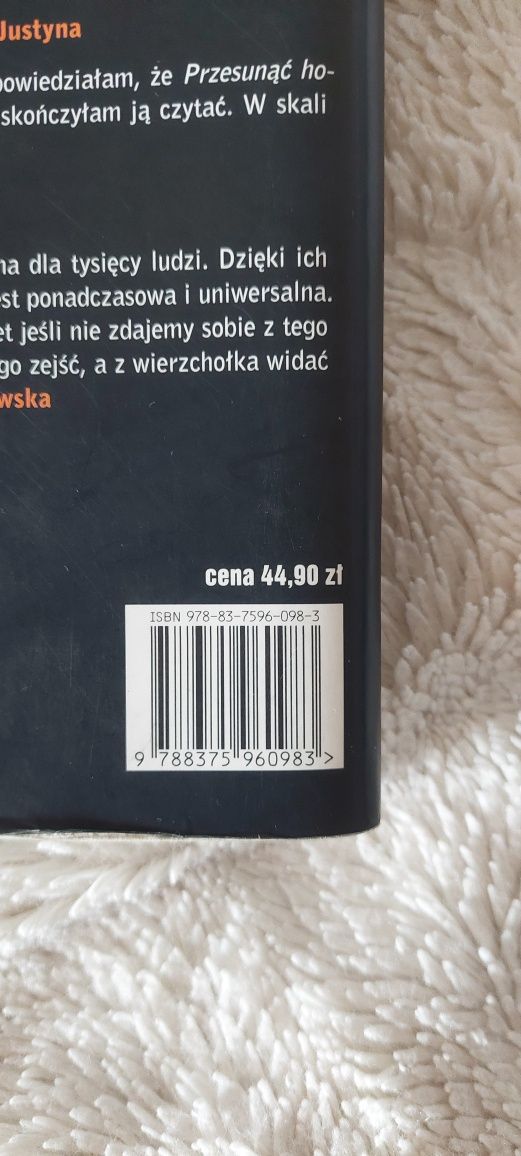 Justyna
powiedziałam, że Przesunąć ho-
skończyłam ją czytać. W skali
na dla tysięcy ludzi. Dzięki ich
est ponadczasowa i uniwersalna.
et jeśli nie zdajemy sobie z tego
go zejść, a z wierzchołka widać
wska
cena 44,90 zł
ISBN 978-83-7596-098-3
9 788375 960983 >